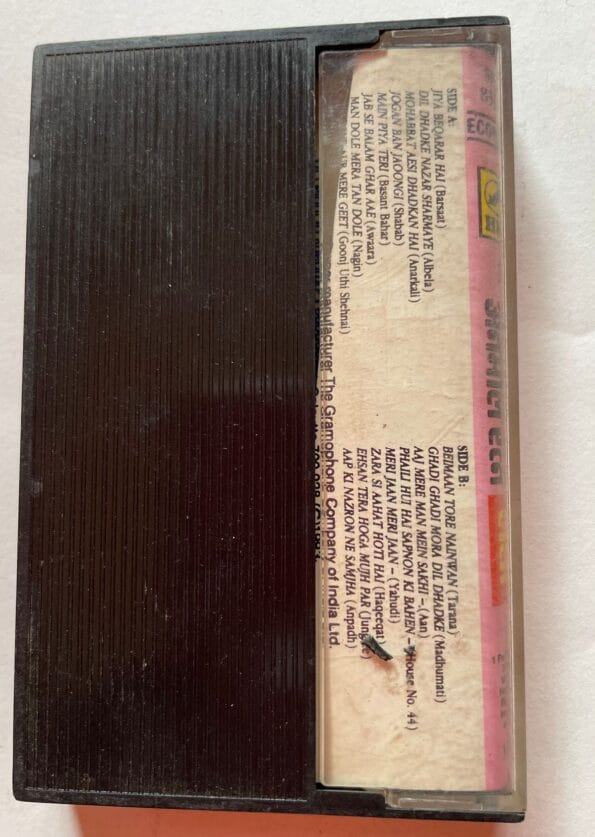 SIDE A:
JIYA BEQARAR HAI (Barsaat)
DIL DHADKE NAZAR SHARMAYE (Albela)
MOHABBAT AESI DHADKAN HAI (Anarkali)
JOGAN BAN JAOONGI (Shabab)
MAIN PIYA TERI (Basant Bahar)
JAB SE BALAM GHAR AAE (Awaara)
MAN DOLE MERA TAN DOLE (Nagin)
MERE GEET (Goonj Uthi Shehnai)
SIDE B:
BEIMAAN TORE NAINWAN (Tarana)
GHADI GHADI MORA DIL DHADKE (Madhumati)
AAJ MERE MAN MEIN SAKHI – (Aan)
PHAILI HUI HAI SAPNON KI BAHEN – (House No. 44)
MERI JAAN MERI JAAN – (Yahudi)
ZARA SI AAHAT HOTI HAI (Haqeeqat)
EHSAN TERA HOGA MUJH PAR
AAP KI NAZRON NE SAMJHA (Anpadh)
manufacturer The Gramophone Company of India Ltd.